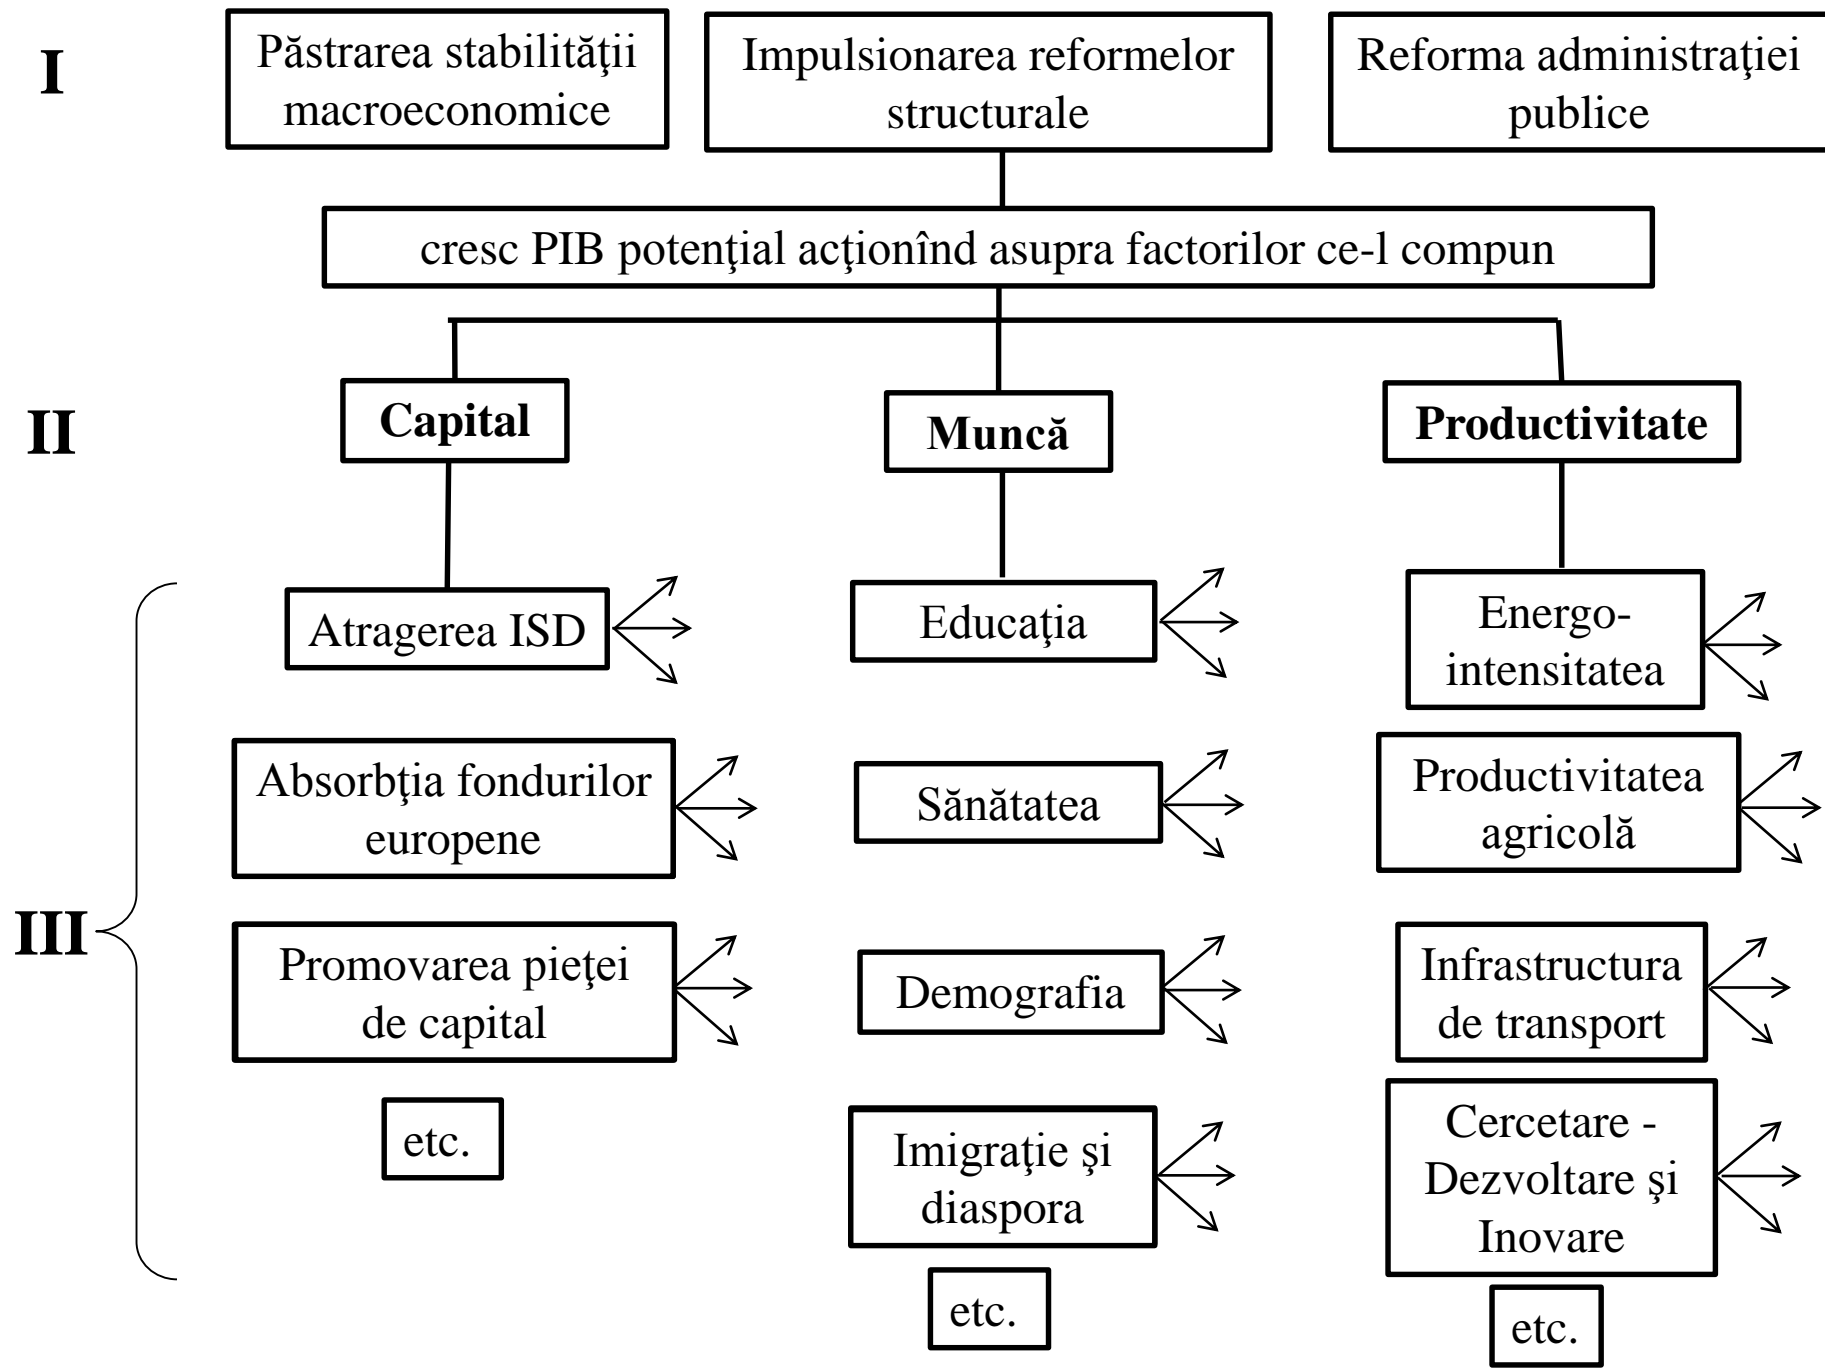 I
Păstrarea stabilităţii
macroeconomice
Impulsionarea reformelor
structurale
Reforma administraţiei
publice
cresc PIB potenţial acţionînd asupra factorilor ce-l compun
II
Capital
Muncă
Productivitate
III
Atragerea ISD
Educaţia
Energo-
intensitatea
Absorbţia fondurilor
europene
Sănătatea
Productivitatea
agricolă
Promovarea pieţei
de capital
Demografia
Infrastructura
de transport
etc.
Imigraţie şi
diaspora
Cercetare -
Dezvoltare şi
Inovare
etc.
etc.